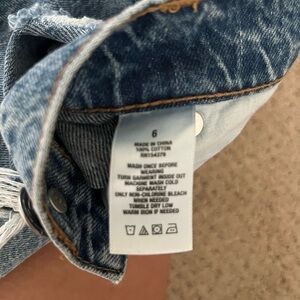 6
MADE IN CHINA
100% COTTON
RN154379
WASH ONCE BEFORE
WEARING
TURN GARMENT INSIDE OUT
MACHINE WASH COLD
SEPARATELY
ONLY NON-CHLORINE BLEACH
WHEN NEEDED
TUMBLE DRY LOW
WARM IRON IF NEEDED